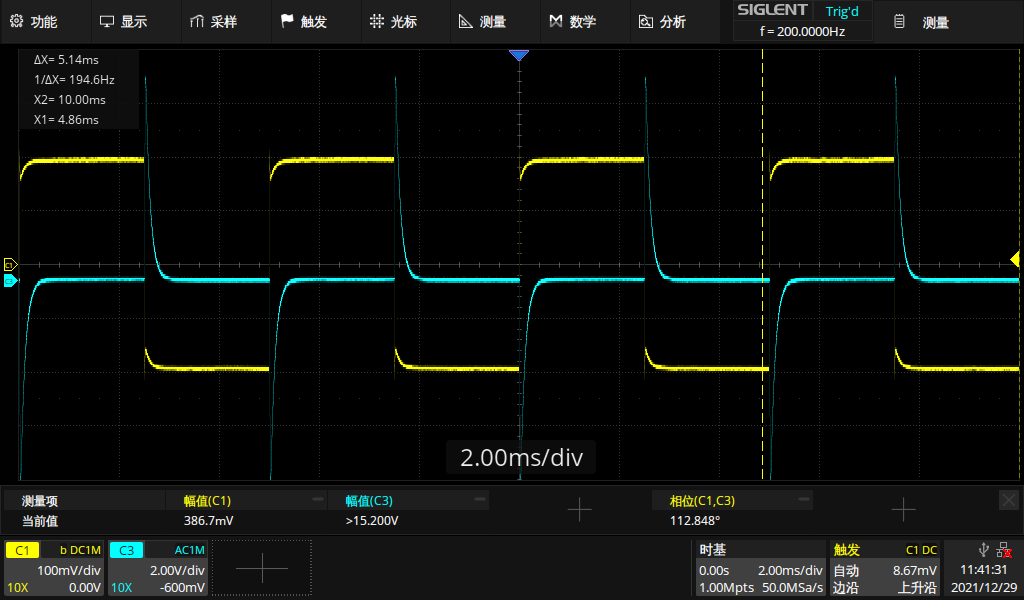 功能 显示 采样 触发 光标 测量 数学 分析 SIGLENT Trig'd 测量
f = 200.0000Hz
ΔX= 5.14ms
1/ΔX= 194.6Hz
X2= 10.00ms
X1= 4.86ms
C1
C3
2.00ms/div
测量项 幅值(C1) 幅值(C3) 相位(C1,C3)
当前值 386.7mV >15.200V 112.848°
C1 b DC1M
100mV/div
10X 0.00V
C3 AC1M
2.00V/div
10X -600mV
时基
0.00s 2.00ms/div
1.00Mpts 50.0MSa/s
触发 C1 DC
自动 8.67mV
边沿 上升沿
11:41:31
2021/12/29